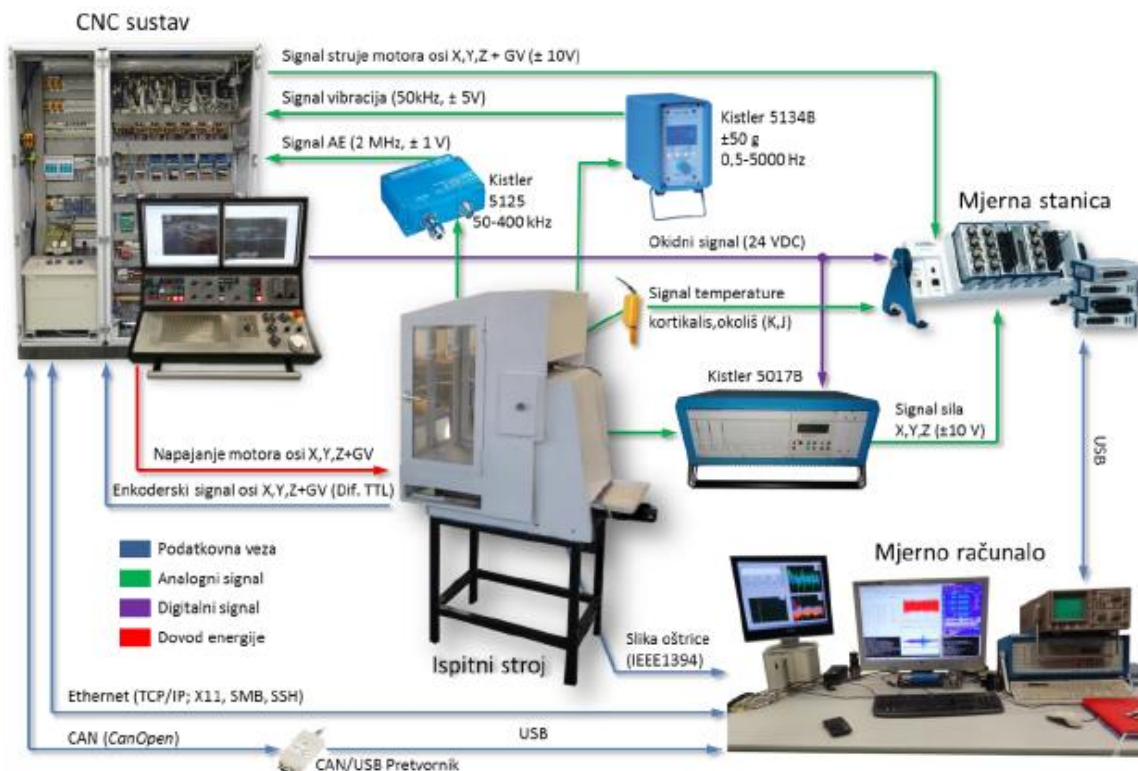 CNC sustav
Signal struje motora osi X,Y,Z + GV (± 10V)
Signal vibracija (50kHz, ± 5V)
Signal AE (2 MHz, ± 1 V)
Kistler
5125
50-400 kHz
Kistler 5134B
±50 g
0,5-5000 Hz
Mjerna stanica
Okidni signal (24 VDC)
Signal temperature
kortikalis,okoliš (K,J)
Kistler 5017B
Signal sila
X,Y,Z (±10 V)
USB
Napajanje motora osi X,Y,Z+GV
Enkoderski signal osi X,Y,Z+GV (Dif. TTL)
Podatkovna veza
Analogni signal
Digitalni signal
Dovod energije
Ispitni stroj
Mjerno računalo
Slika oštrice
(IEEE1394)
Ethernet (TCP/IP; X11, SMB, SSH)
CAN (CanOpen)
USB
CAN/USB Pretvornik